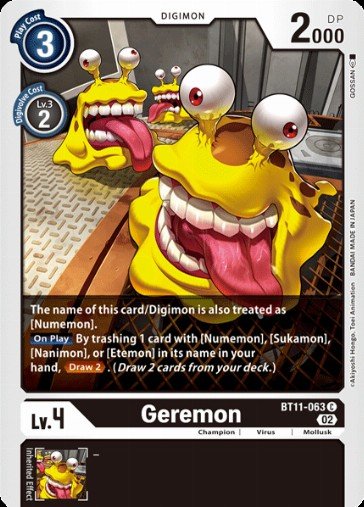 Play Cost
3
DIGIMON
2000
DP
Digivolve Cost
Lv.3
2
GOSSAN
©Akiyoshi Hongo, Toei Animation BANDAI MADE IN JAPAN
The name of this card/Digimon is also treated as
[Numemon].
On Play By trashing 1 card with [Numemon], [Sukamon],
[Nanimon], or [Etemon] in its name in your
hand, Draw 2 . (Draw 2 cards from your deck.)
Lv.4
Geremon
BT11-063 C
02
Champion | Virus | Mollusk
Inherited Effect
–